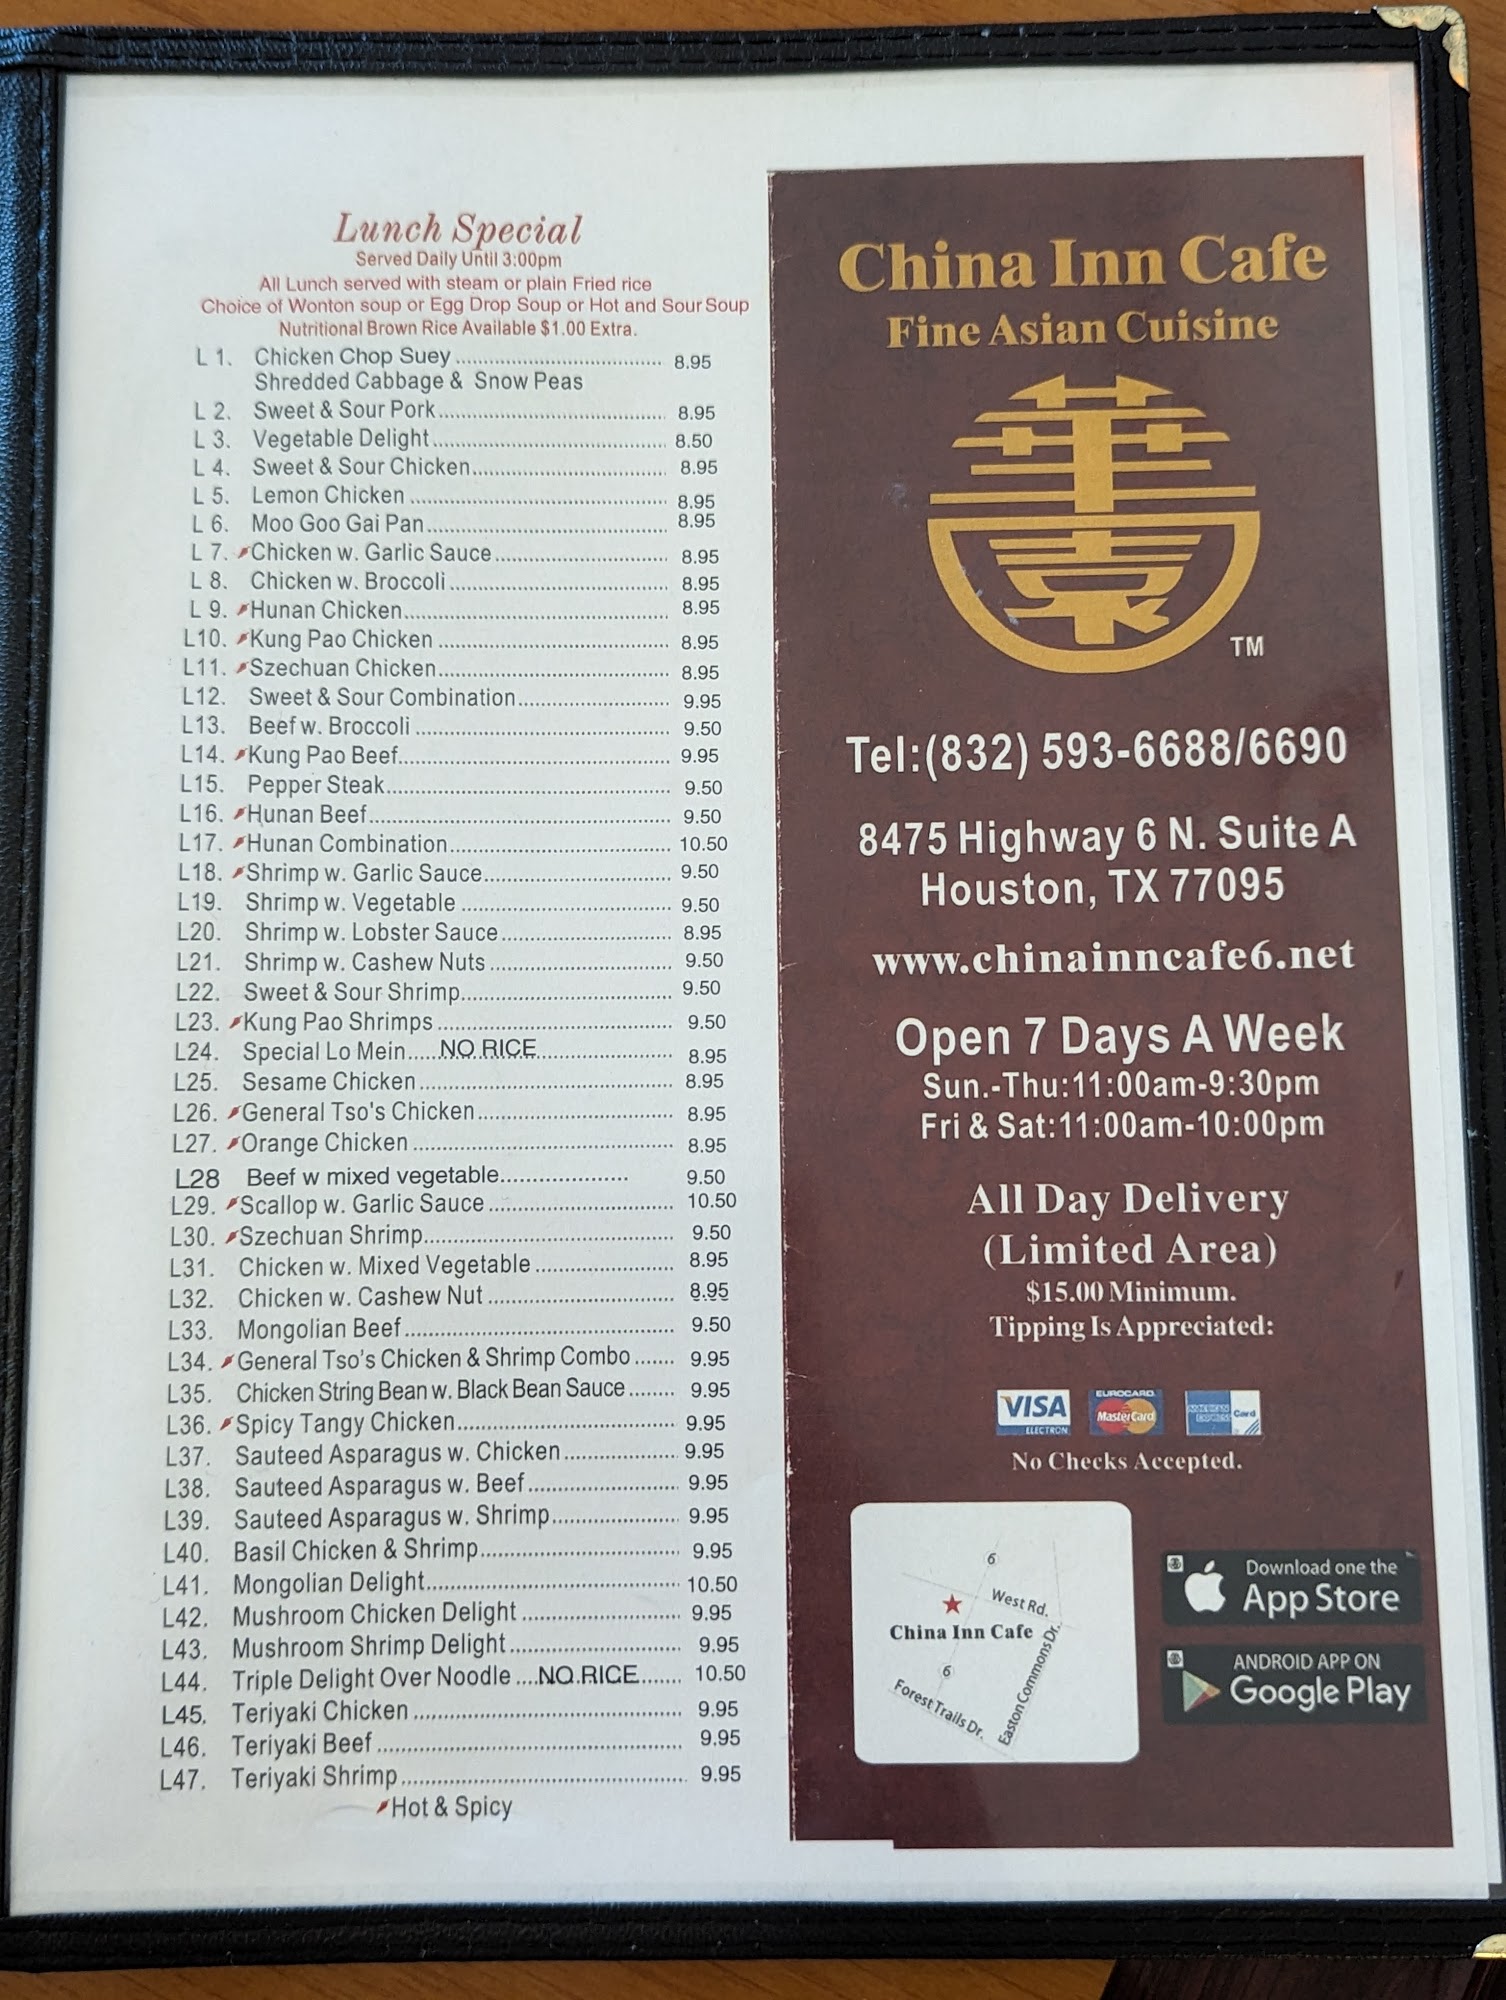 Lunch Special
Served Daily Until 3:00pm
All Lunch served with steam or plain Fried rice
Choice of Wonton soup or Egg Drop Soup or Hot and Sour Soup
Nutritional Brown Rice Available $1.00 Extra.
L 1. Chicken Chop Suey 8.95
Shredded Cabbage & Snow Peas
L 2. Sweet & Sour Pork 8.95
L 3. Vegetable Delight 8.50
L 4. Sweet & Sour Chicken 8.95
L 5. Lemon Chicken 8.95
L 6. Moo Goo Gai Pan 8.95
L 7. Chicken w. Garlic Sauce 8.95
L 8. Chicken w. Broccoli 8.95
L 9. Hunan Chicken 8.95
L10. Kung Pao Chicken 8.95
L11. Szechuan Chicken 8.95
L12. Sweet & Sour Combination 9.95
L13. Beef w. Broccoli 9.50
L14. Kung Pao Beef 9.95
L15. Pepper Steak 9.50
L16. Hunan Beef 9.50
L17. Hunan Combination 10.50
L18. Shrimp w. Garlic Sauce 9.50
L19. Shrimp w. Vegetable 9.50
L20. Shrimp w. Lobster Sauce 8.95
L21. Shrimp w. Cashew Nuts 9.50
L22. Sweet & Sour Shrimp 9.50
L23. Kung Pao Shrimps 9.50
L24. Special Lo Mein NO RICE 8.95
L25. Sesame Chicken 8.95
L26. General Tso's Chicken 8.95
L27. Orange Chicken 8.95
L28 Beef w mixed vegetable 9.50
L29. Scallop w. Garlic Sauce 10.50
L30. Szechuan Shrimp 9.50
L31. Chicken w. Mixed Vegetable 8.95
L32. Chicken w. Cashew Nut 8.95
L33. Mongolian Beef 9.50
L34. General Tso's Chicken & Shrimp Combo 9.95
L35. Chicken String Bean w. Black Bean Sauce 9.95
L36. Spicy Tangy Chicken 9.95
L37. Sauteed Asparagus w. Chicken 9.95
L38. Sauteed Asparagus w. Beef 9.95
L39. Sauteed Asparagus w. Shrimp 9.95
L40. Basil Chicken & Shrimp 9.95
L41. Mongolian Delight 10.50
L42. Mushroom Chicken Delight 9.95
L43. Mushroom Shrimp Delight 9.95
L44. Triple Delight Over Noodle NO RICE 10.50
L45. Teriyaki Chicken 9.95
L46. Teriyaki Beef 9.95
L47. Teriyaki Shrimp 9.95
Hot & Spicy
China Inn Cafe
Fine Asian Cuisine
TM
Tel:(832) 593-6688/6690
8475 Highway 6 N. Suite A
Houston, TX 77095
www.chinainncafe6.net
Open 7 Days A Week
Sun.-Thu:11:00am-9:30pm
Fri & Sat:11:00am-10:00pm
All Day Delivery
(Limited Area)
$15.00 Minimum.
Tipping Is Appreciated:
VISA
ELECTRON
EUROCARD
MasterCard
AMERICAN EXPRESS Card
No Checks Accepted.
6
West Rd.
China Inn Cafe
6
Forest Trails Dr.
Easton Commons Dr.
Download one the
App Store
ANDROID APP ON
Google Play